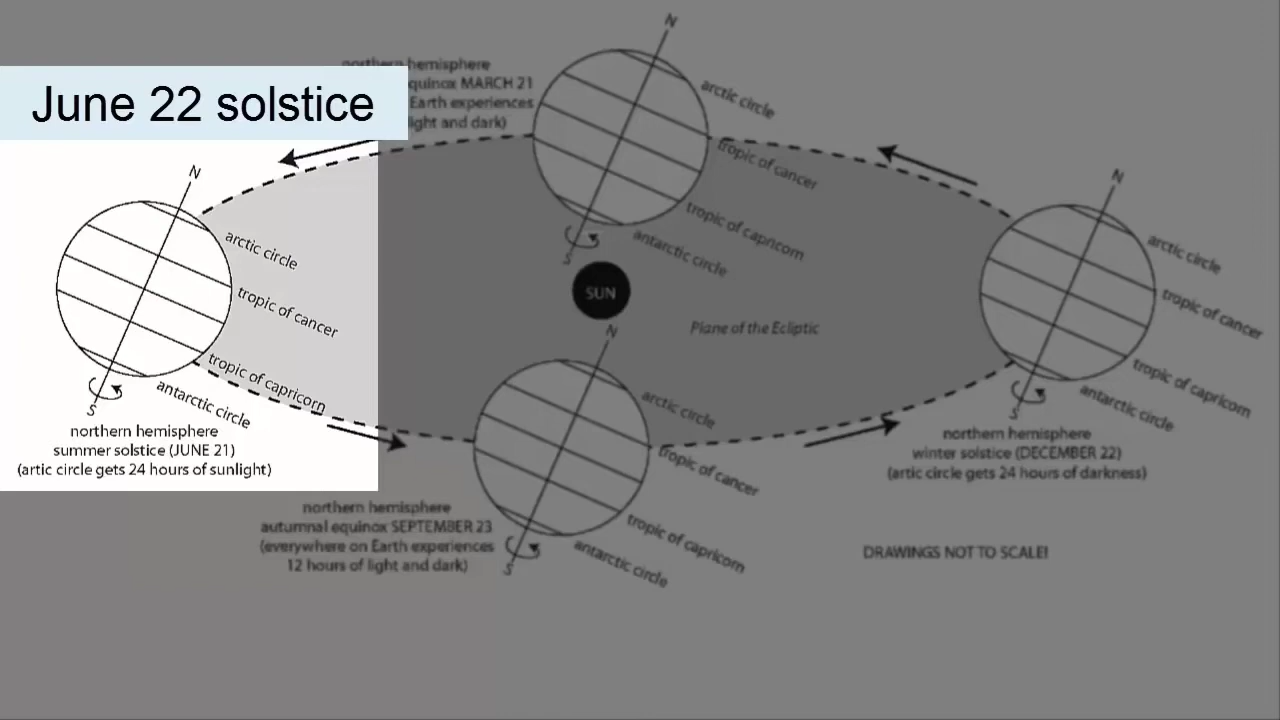 June 22 solstice
northern hemisphere
quinox MARCH 21
Earth experiences
light and dark)
N
arctic circle
tropic of cancer
tropic of capricorn
antarctic circle
S
N
arctic circle
tropic of cancer
tropic of capricorn
antarctic circle
S
northern hemisphere
summer solstice (JUNE 21)
(artic circle gets 24 hours of sunlight)
SUN
Plane of the Ecliptic
N
arctic circle
tropic of cancer
tropic of capricorn
antarctic circle
S
northern hemisphere
winter solstice (DECEMBER 22)
(artic circle gets 24 hours of darkness)
N
arctic circle
tropic of cancer
tropic of capricorn
antarctic circle
S
northern hemisphere
autumnal equinox SEPTEMBER 23
(everywhere on Earth experiences
12 hours of light and dark)
DRAWINGS NOT TO SCALE!